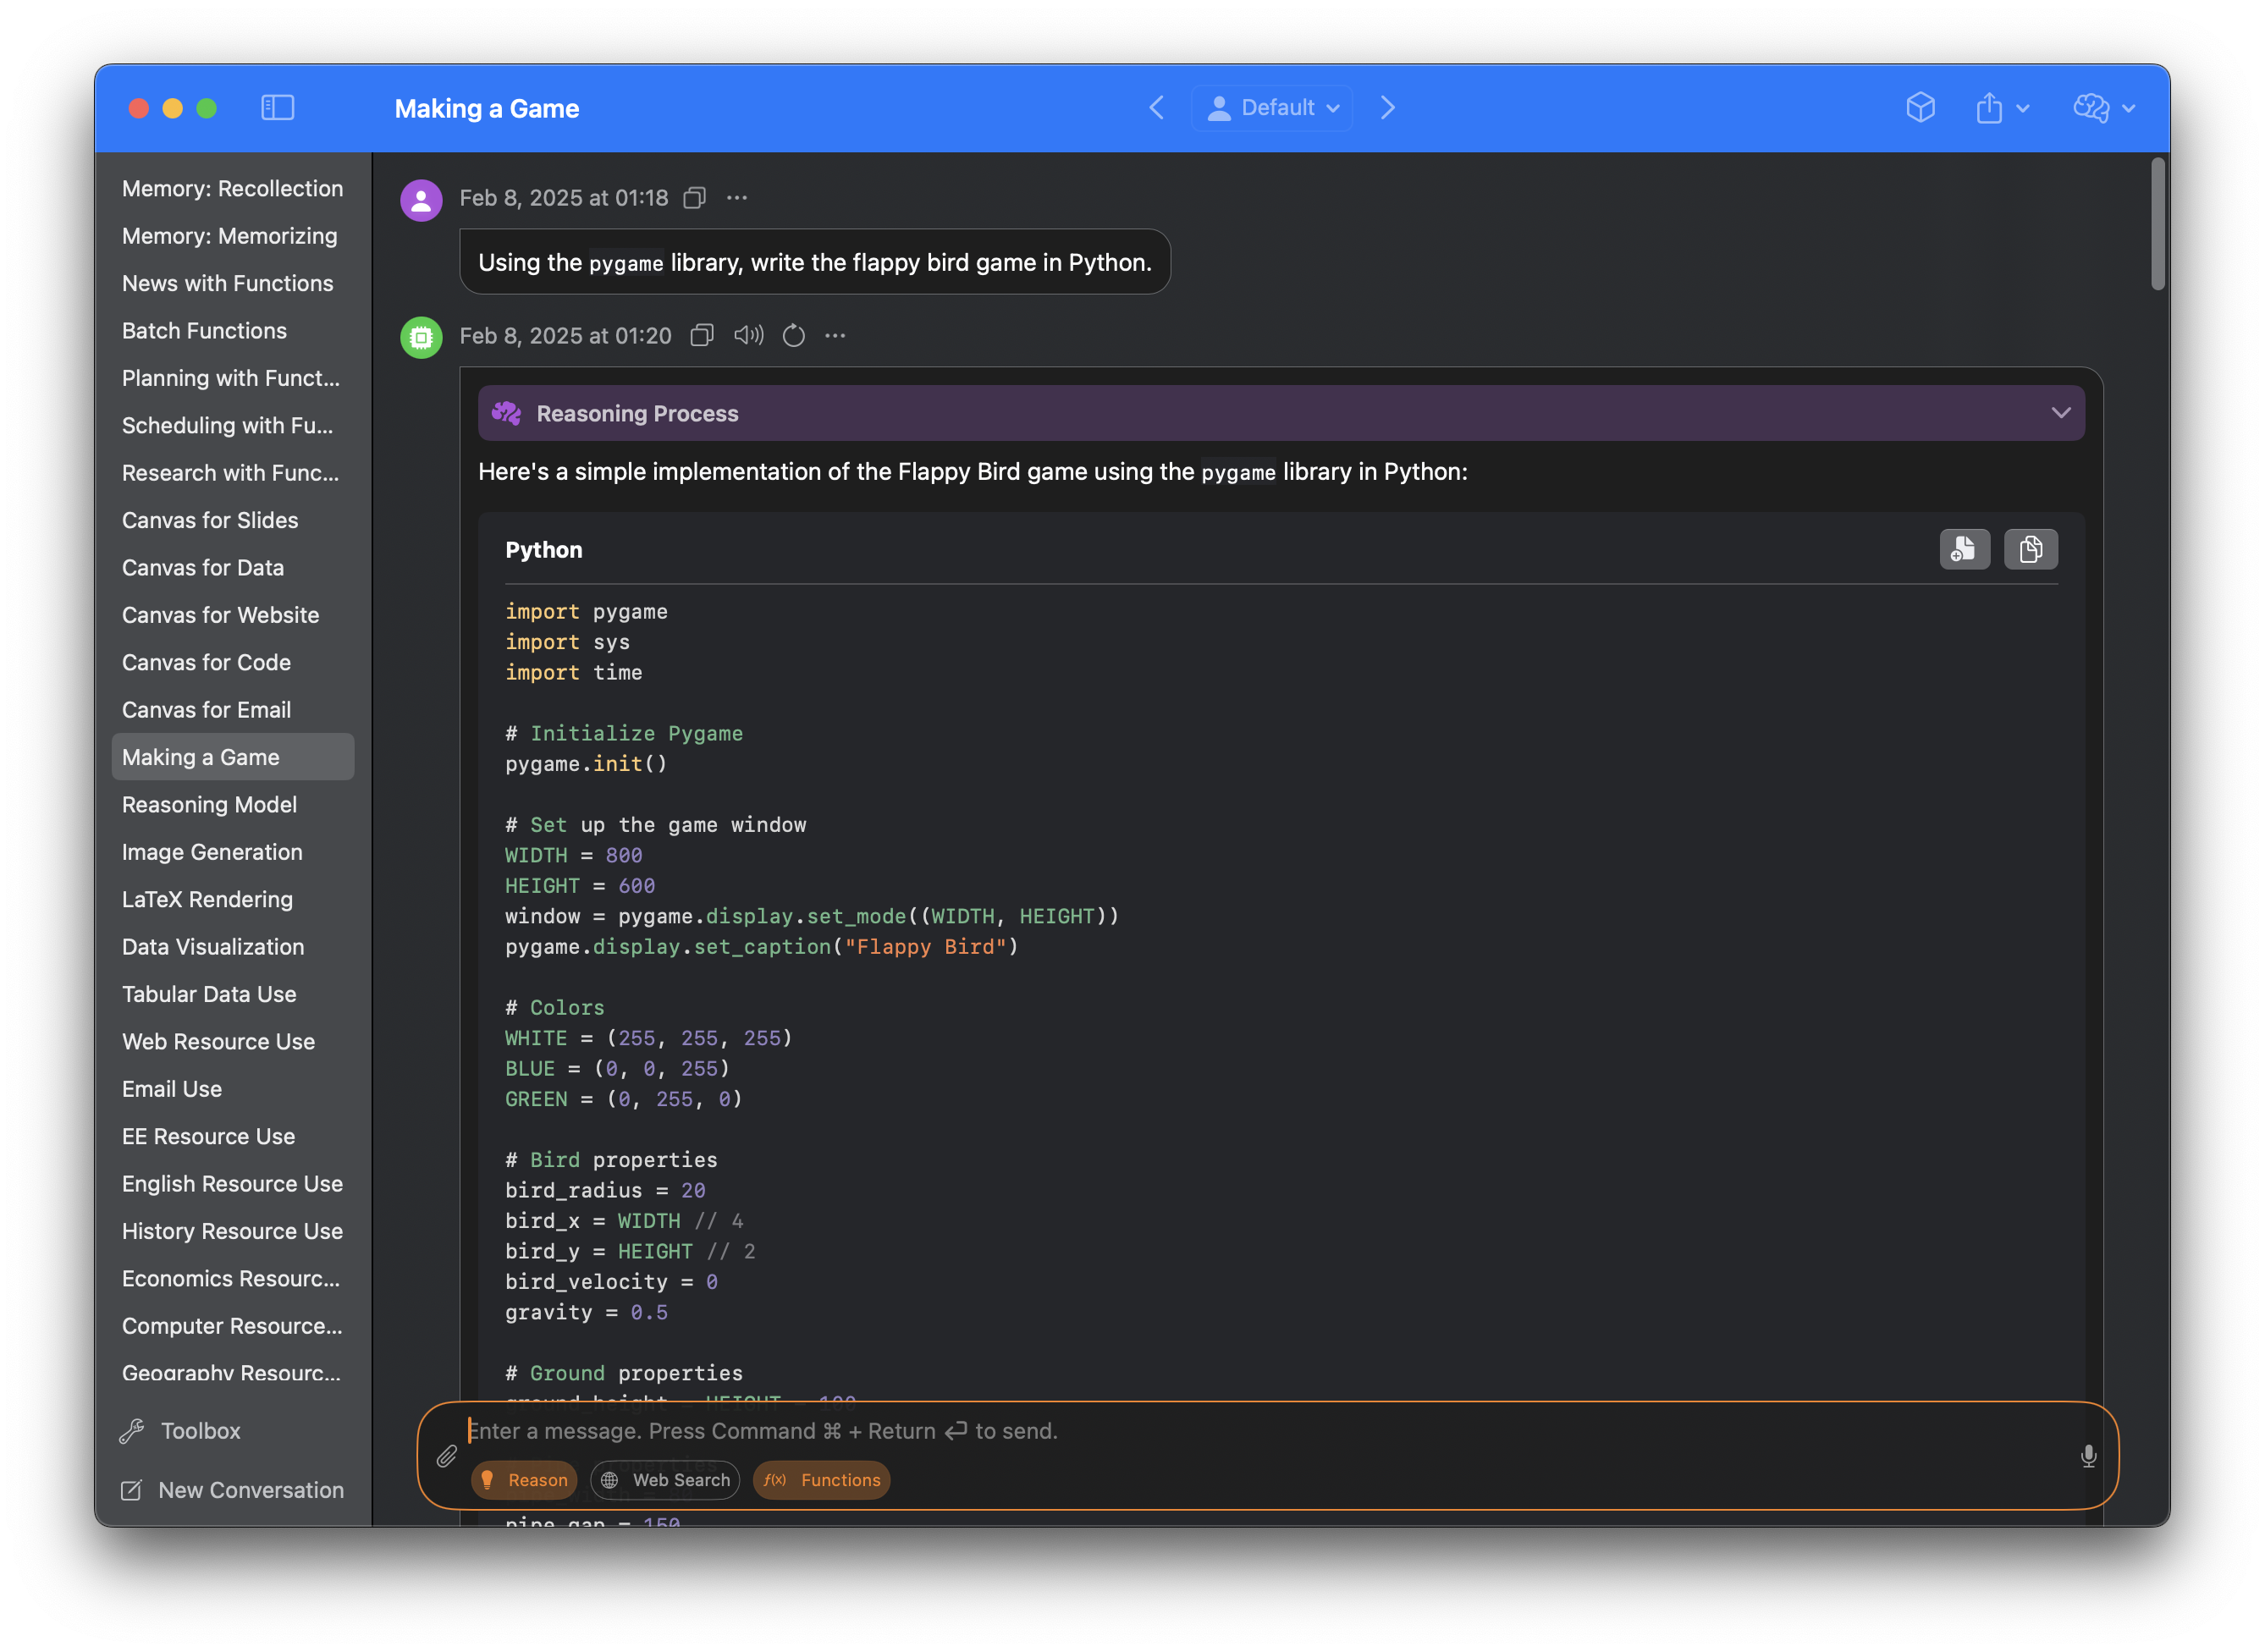 Making a Game
Default
Memory: Recollection
Memory: Memorizing
News with Functions
Batch Functions
Planning with Funct...
Scheduling with Fu...
Research with Func...
Canvas for Slides
Canvas for Data
Canvas for Website
Canvas for Code
Canvas for Email
Making a Game
Reasoning Model
Image Generation
LaTeX Rendering
Data Visualization
Tabular Data Use
Web Resource Use
Email Use
EE Resource Use
English Resource Use
History Resource Use
Economics Resourc...
Computer Resource...
Geography Resourc...
Toolbox
New Conversation
Feb 8, 2025 at 01:18
Using the pygame library, write the flappy bird game in Python.
Feb 8, 2025 at 01:20
Reasoning Process
Here's a simple implementation of the Flappy Bird game using the pygame library in Python:
Python
import pygame
import sys
import time
# Initialize Pygame
pygame.init()
# Set up the game window
WIDTH = 800
HEIGHT = 600
window = pygame.display.set_mode((WIDTH, HEIGHT))
pygame.display.set_caption("Flappy Bird")
# Colors
WHITE = (255, 255, 255)
BLUE = (0, 0, 255)
GREEN = (0, 255, 0)
# Bird properties
bird_radius = 20
bird_x = WIDTH // 4
bird_y = HEIGHT // 2
bird_velocity = 0
gravity = 0.5
# Ground properties
ground_height = HEIGHT - 100
Enter a message. Press Command ⌘ + Return ⏎ to send.
Reason
Web Search
f(x) Functions
pipe_gap = 150